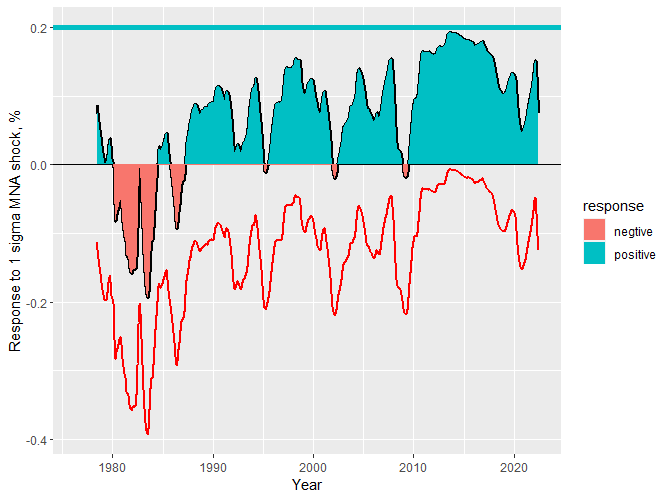 0.2
0.0
-0.2
-0.4
Response to 1 sigma MNA shock, %
1980
1990
2000
2010
2020
Year
response
negtive
positive